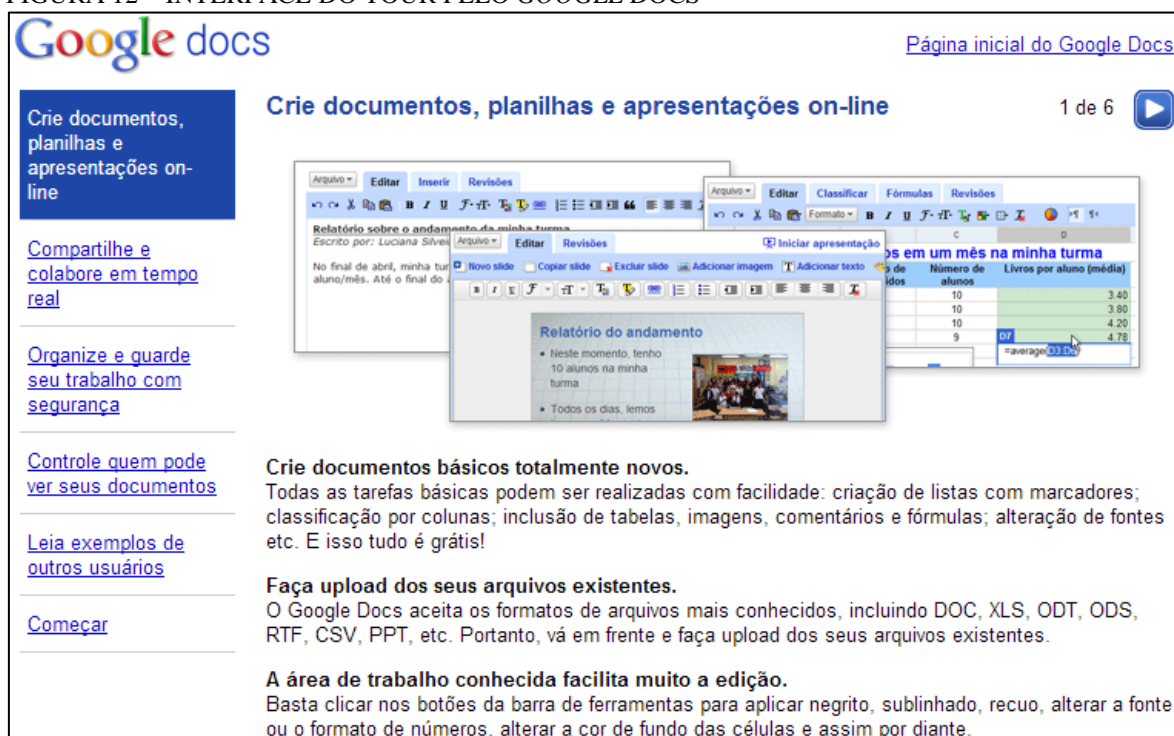 FIGURA 12 – INTERFACE DO TOUR PELO GOOGLE DOCS
Google docs
Página inicial do Google Docs
Crie documentos,
planilhas e
apresentações on-
line
Compartilhe e
colabore em tempo
real
Organize e guarde
seu trabalho com
segurança
Controle quem pode
ver seus documentos
Leia exemplos de
outros usuários
Começar
Crie documentos, planilhas e apresentações on-line
1 de 6
Arquivo Editar Inserir Revisões
Relatório sobre o andamento da minha turma
Escrito por: Luciana
No final de abril, minha
aluno/mês. Até o final do
Arquivo Editar Revisões
Iniciar apresentação
Novo slide Copiar slide Excluir slide Adicionar imagem Adicionar texto
Relatório do andamento
• Neste momento, tenho
10 alunos na minha
turma
• Todos os dias, lemos
Arquivo Editar Classificar Fórmulas Revisões
Formato
C D
em um mês na minha turma
de Número de Livros por aluno (média)
alunos
10 3.40
10 3.80
10 4.20
9 D7 4.78
=average(D3:D6)
Crie documentos básicos totalmente novos.
Todas as tarefas básicas podem ser realizadas com facilidade: criação de listas com marcadores;
classificação por colunas; inclusão de tabelas, imagens, comentários e fórmulas; alteração de fontes
etc. E isso tudo é grátis!
Faça upload dos seus arquivos existentes.
O Google Docs aceita os formatos de arquivos mais conhecidos, incluindo DOC, XLS, ODT, ODS,
RTF, CSV, PPT, etc. Portanto, vá em frente e faça upload dos seus arquivos existentes.
A área de trabalho conhecida facilita muito a edição.
Basta clicar nos botões da barra de ferramentas para aplicar negrito, sublinhado, recuo, alterar a fonte
ou o formato de números, alterar a cor de fundo das células e assim por diante.